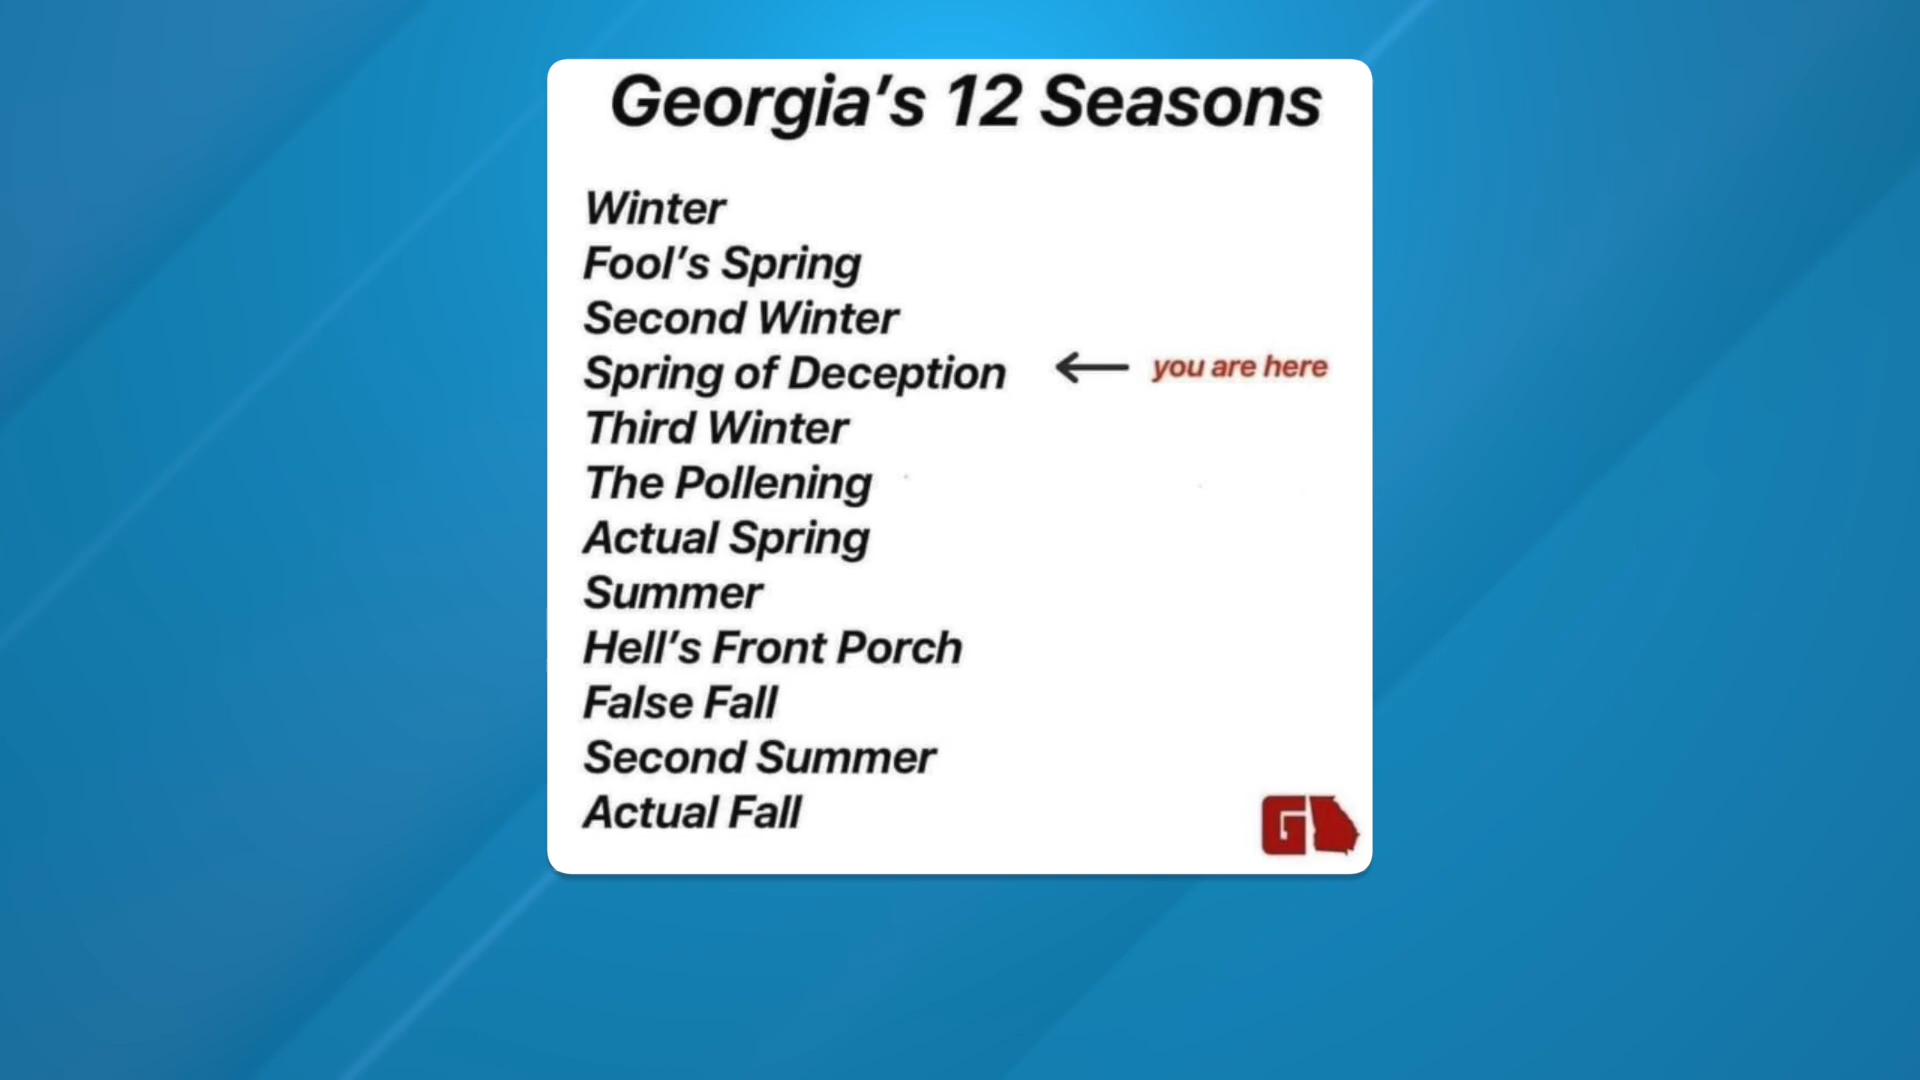 Georgia's 12 Seasons
Winter
Fool's Spring
Second Winter
Spring of Deception ← you are here
Third Winter
The Pollening
Actual Spring
Summer
Hell's Front Porch
False Fall
Second Summer
Actual Fall
G